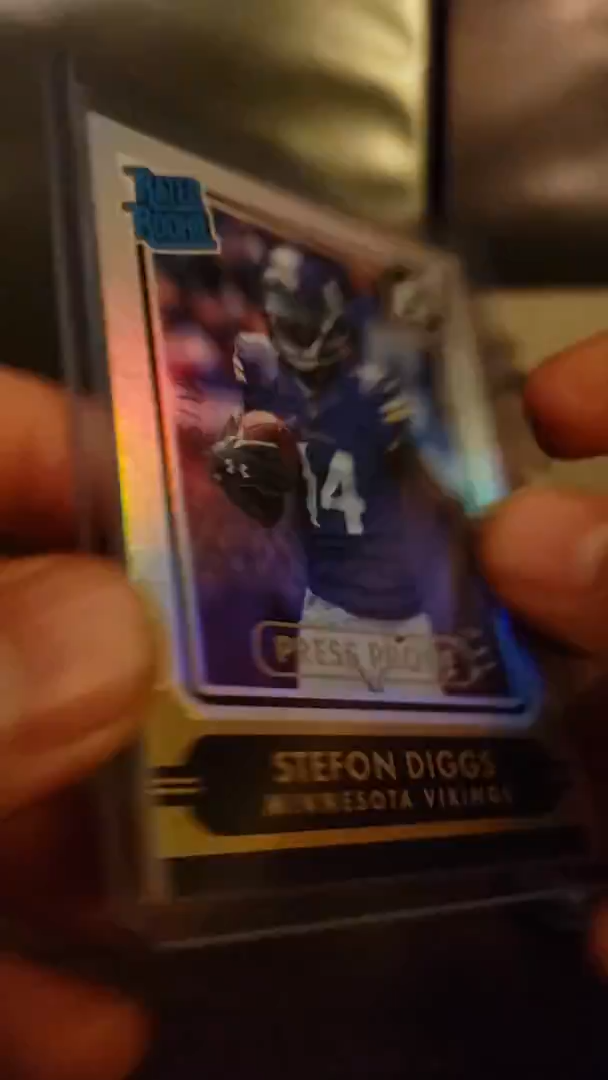 RATED
ROOKIE
14
PRESS PROOF
STEFON DIGGS
MINNESOTA VIKINGS